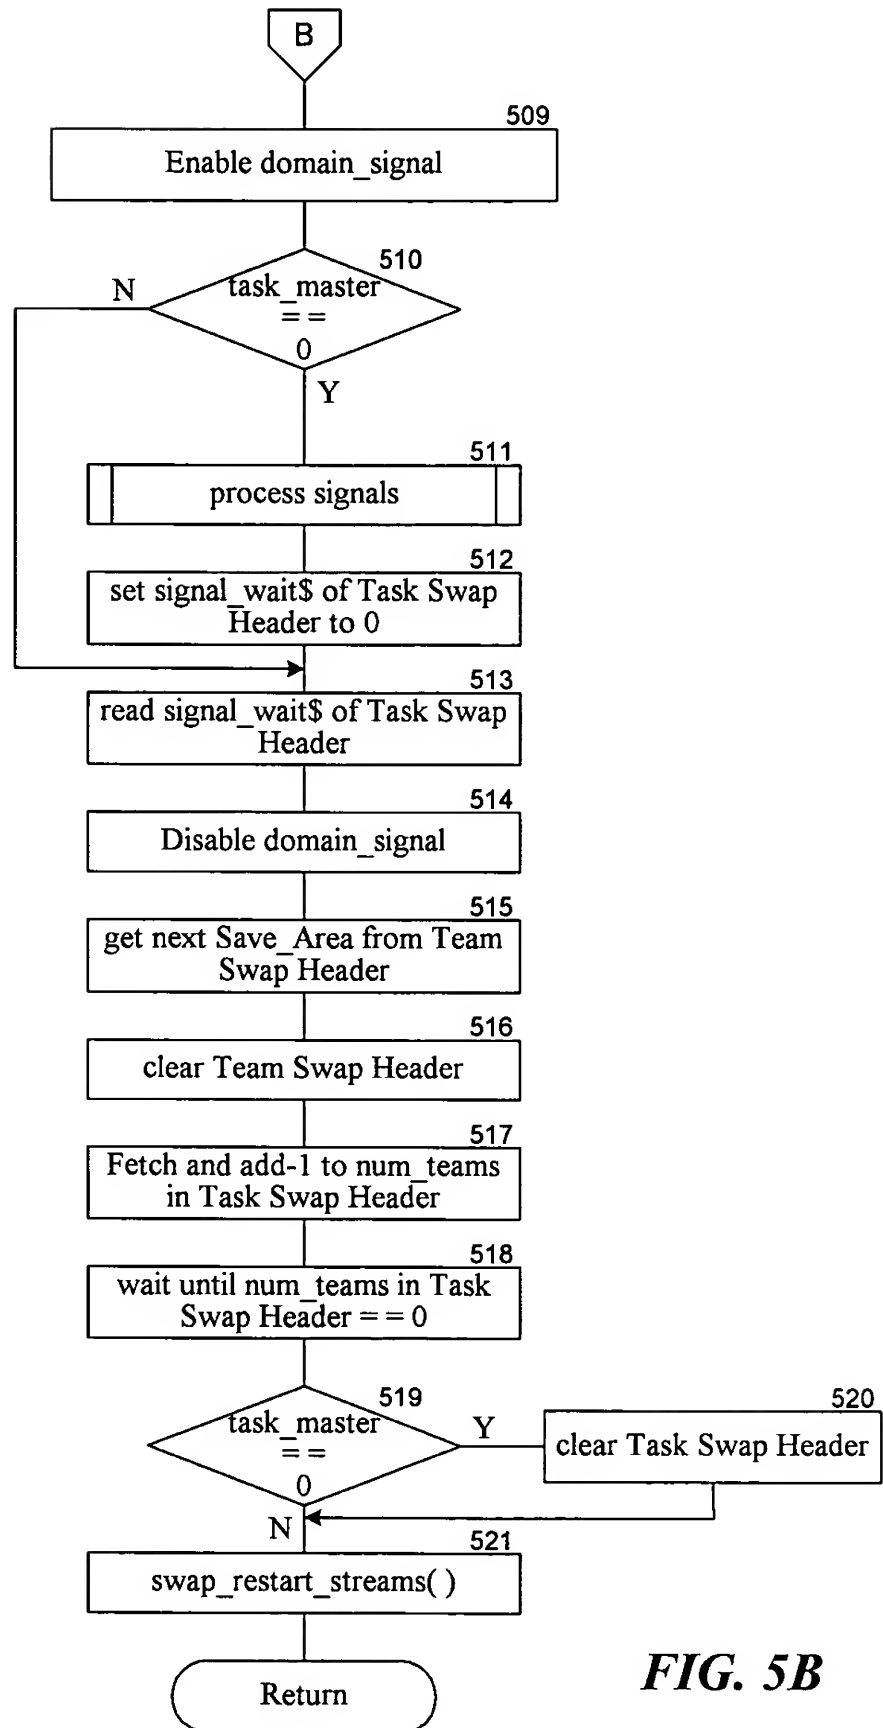 B
509
Enable domain_signal
510
task_master
= =
0
N
Y
511
process signals
512
set signal_wait$ of Task Swap
Header to 0
513
read signal_wait$ of Task Swap
Header
514
Disable domain_signal
515
get next Save_Area from Team
Swap Header
516
clear Team Swap Header
517
Fetch and add-1 to num_teams
in Task Swap Header
518
wait until num_teams in Task
Swap Header = = 0
519
task_master
= =
0
Y
520
clear Task Swap Header
N
521
swap_restart_streams( )
Return
FIG. 5B